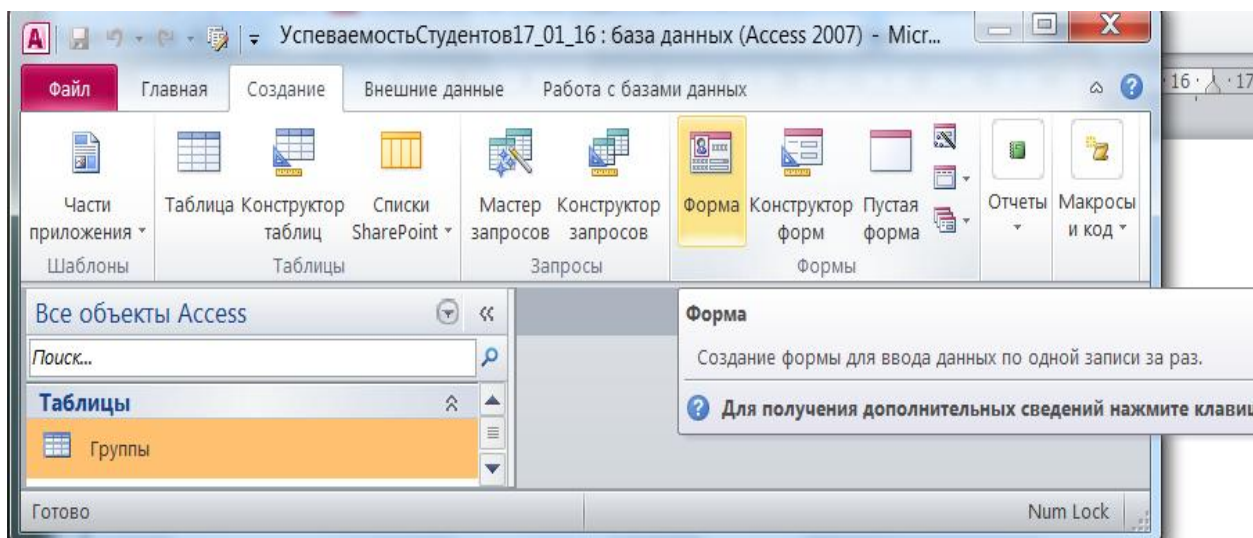 УспеваемостьСтудентов17_01_16 : база данных (Access 2007) - Micr...
Файл Главная Создание Внешние данные Работа с базами данных
16 · 17
Части приложения
Таблица
Конструктор таблиц
Списки SharePoint
Мастер запросов
Конструктор запросов
Форма
Конструктор форм
Пустая форма
Отчеты
Макросы и код
Шаблоны Таблицы Запросы Формы
Все объекты Access
Поиск...
Таблицы
Группы
Форма
Создание формы для ввода данных по одной записи за раз.
Для получения дополнительных сведений нажмите
Готово Num Lock